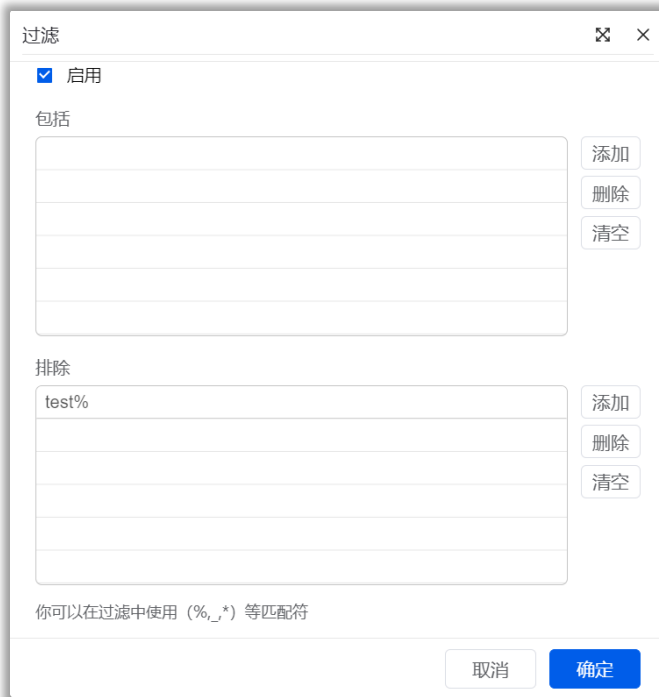 过滤
启用
包括
添加
删除
清空
排除
test%
添加
删除
清空
你可以在过滤中使用（%,_,*）等匹配符
取消
确定